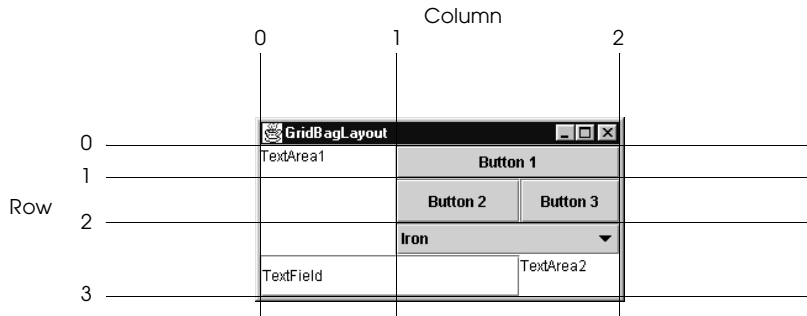 Column
0 1 2
GridBagLayout
0
TextArea1 Button 1
1
Button 2 Button 3
Row
2
Iron
TextField TextArea2
3